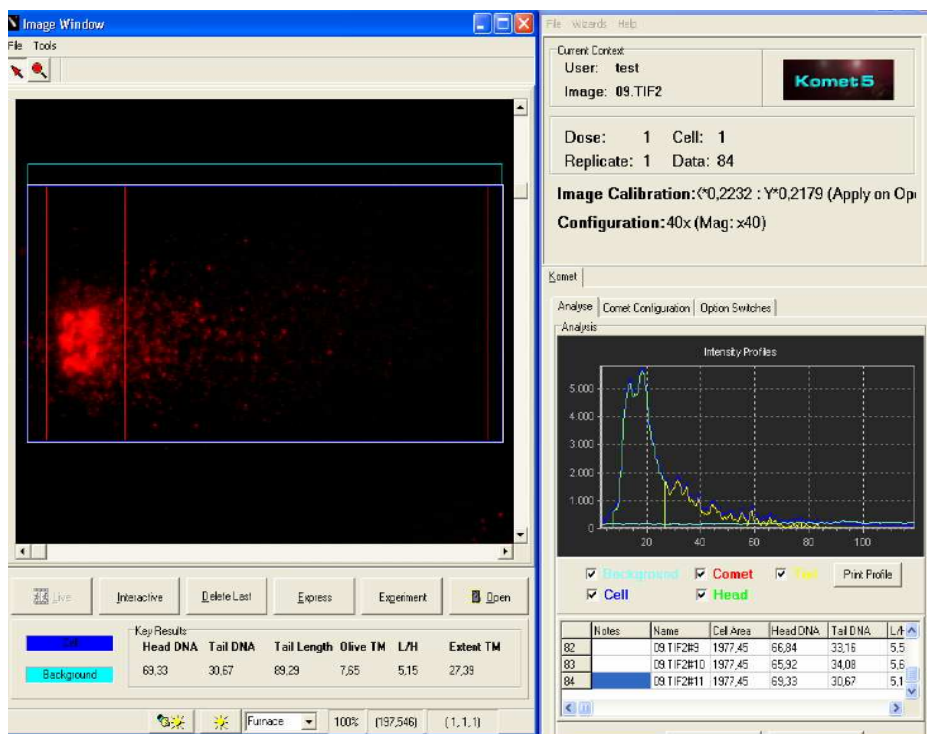 Image Window
File Tools
File Wizards Help
Current Context
User: test
Image: 09.TIF2
Komet 5
Dose: 1 Cell: 1
Replicate: 1 Data: 84
Image Calibration:<*0,2232 : Y*0,2179 (Apply on Op
Configuration:40x (Mag: x40)
Komet
Analyse Comet Configuration Option Switches
Analysis
Intensity Profiles
5.000
4.000
3.000
2.000
1.000
0
20 40 60 80 100
Background Comet Tail Print Profile
Cell Head
Live Interactive Delete Last Express Experiment Open
Key Results
Cell
Head DNA Tail DNA Tail Length Olive TM L/H Extent TM
Background
69,33 30,67 89,29 7,65 5,15 27,39
Notes Name Cell Area Head DNA Tail DNA L/H
82 09.TIF2#9 1977,45 66,84 33,16 5,5
83 09.TIF2#10 1977,45 65,92 34,08 5,6
84 09.TIF2#11 1977,45 69,33 30,67 5,1
Furnace 100% (197,546) (1, 1, 1)